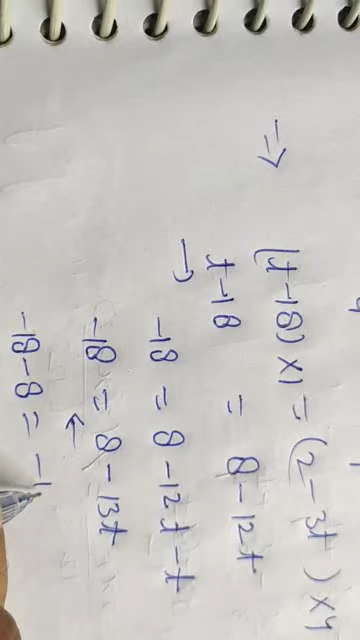 ⇒ (t-18) ×1 = (2-3t) ×4
t-18 = 8-12t
→ -18 = 8-12t-t
-18 = 8-13t
-18-8 = -1